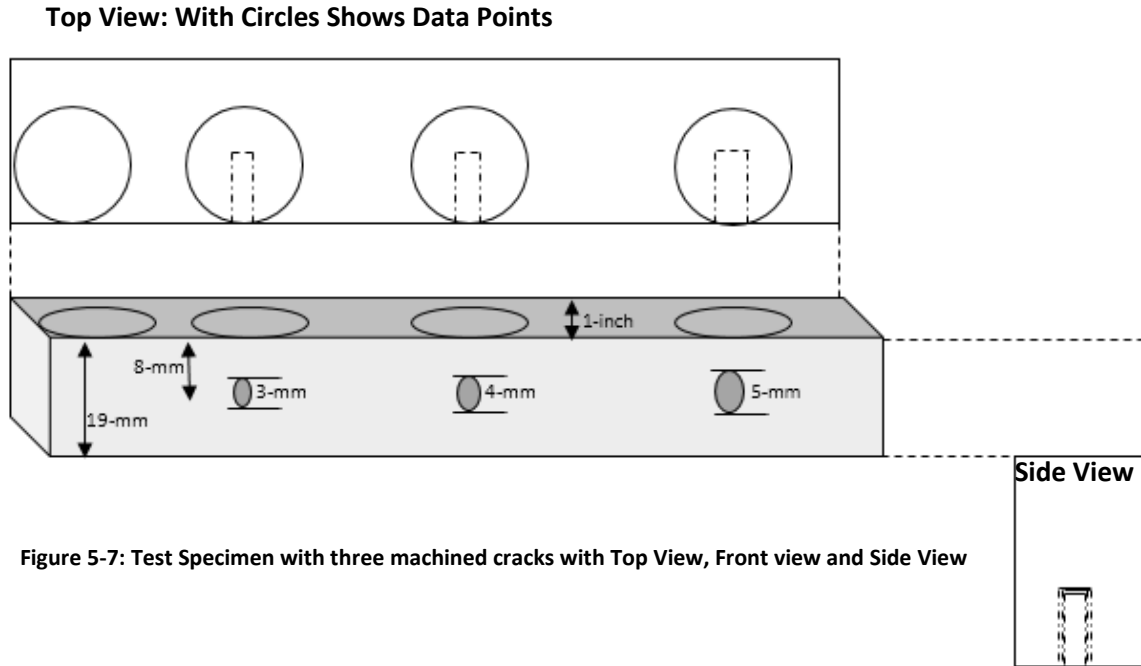 Top View: With Circles Shows Data Points
1-inch
8-mm
3-mm
4-mm
5-mm
19-mm
Side View
Figure 5-7: Test Specimen with three machined cracks with Top View, Front view and Side View